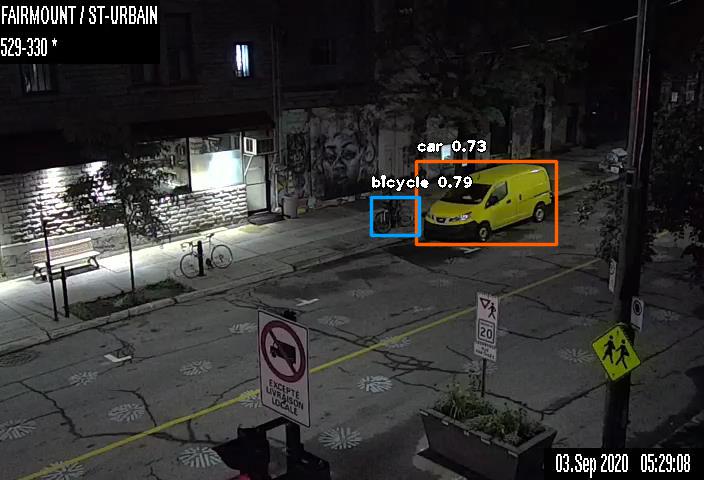 FAIRMOUNT / ST-URBAIN
529-330 *
car 0.73
bicycle 0.79
20
EXCEPTÉ
LIVRAISON
LOCALE
03.Sep 2020 05:29:08